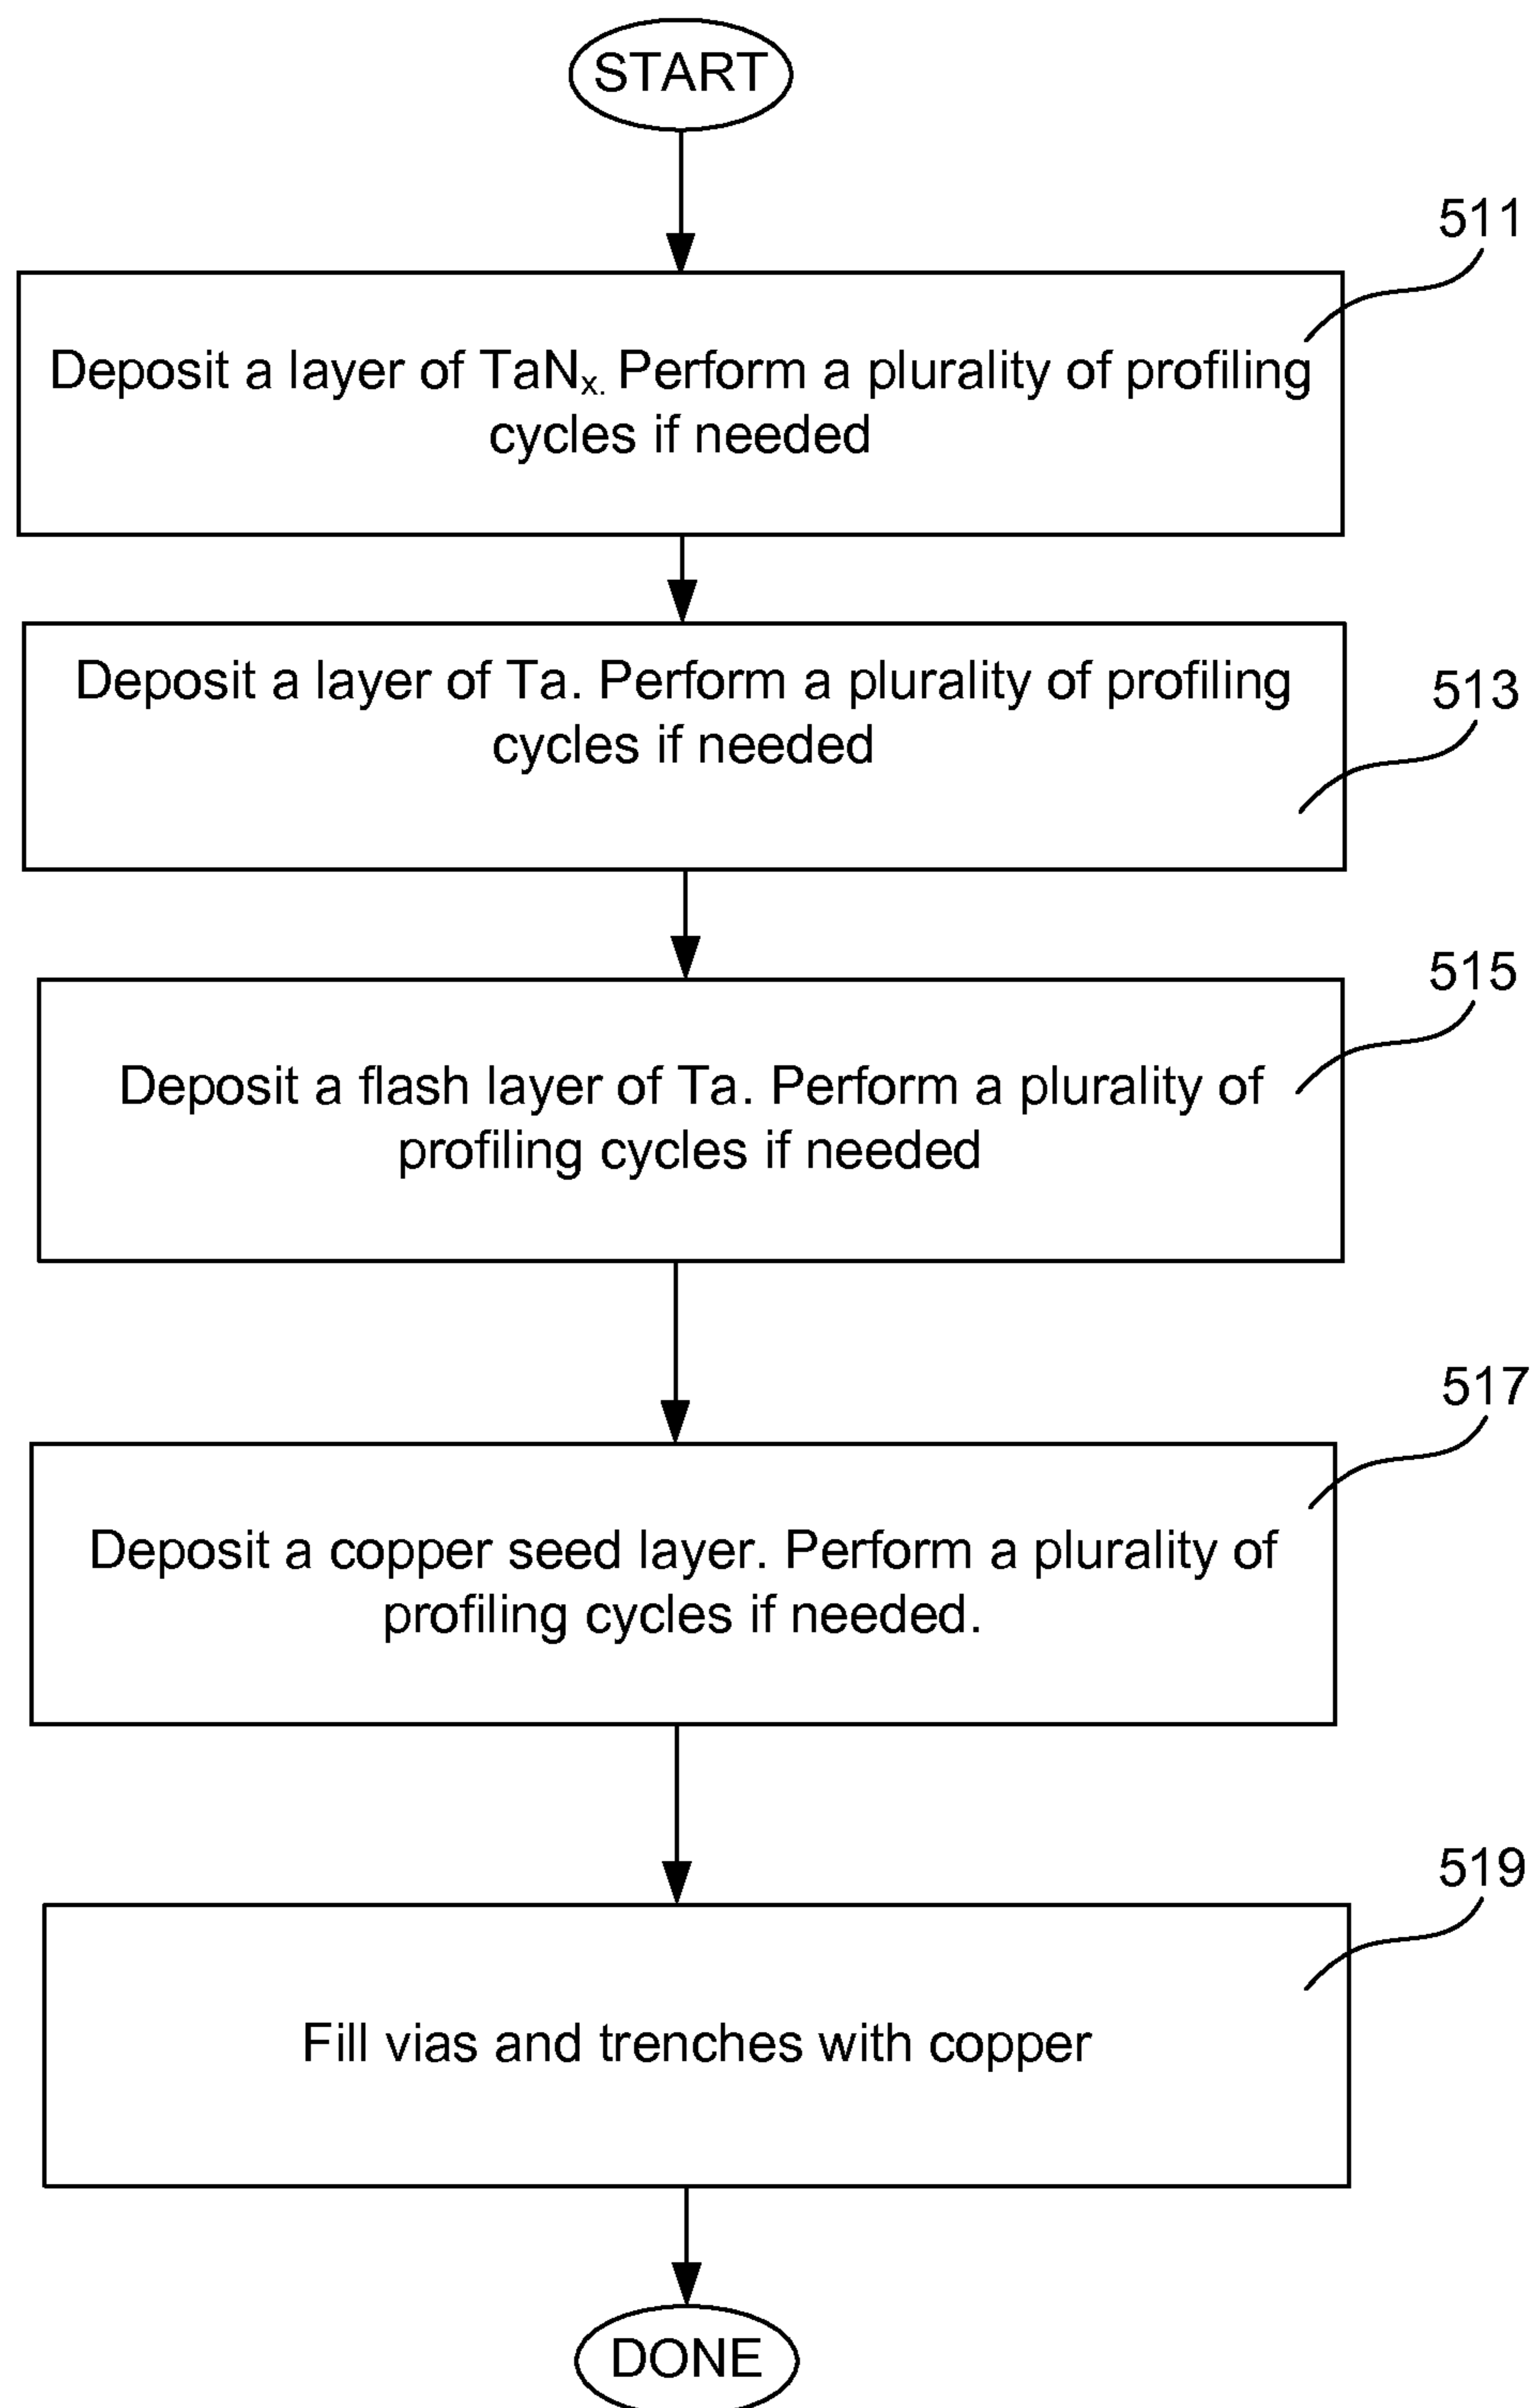 START
511
Deposit a layer of TaNₓ. Perform a plurality of profiling
cycles if needed
Deposit a layer of Ta. Perform a plurality of profiling
cycles if needed
513
515
Deposit a flash layer of Ta. Perform a plurality of
profiling cycles if needed
517
Deposit a copper seed layer. Perform a plurality of
profiling cycles if needed.
519
Fill vias and trenches with copper
DONE